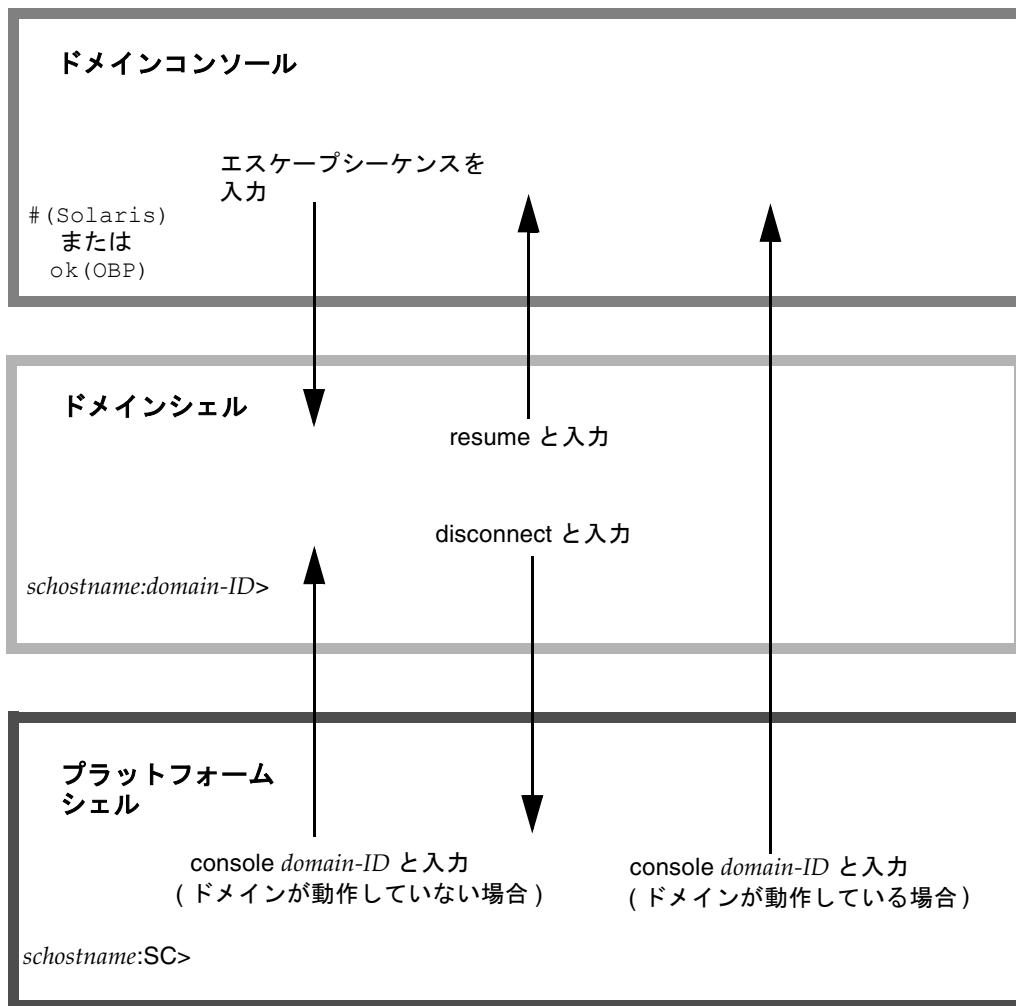 ドメインコンソール
エスケープシーケンスを
入力
#(Solaris)
または
ok(OBP)
ドメインシェル
resume と入力
disconnect と入力
schostname:domain-ID>
プラットフォーム
シェル
console domain-ID と入力
( ドメインが動作していない場合 )
console domain-ID と入力
( ドメインが動作している場合 )
schostname:SC>